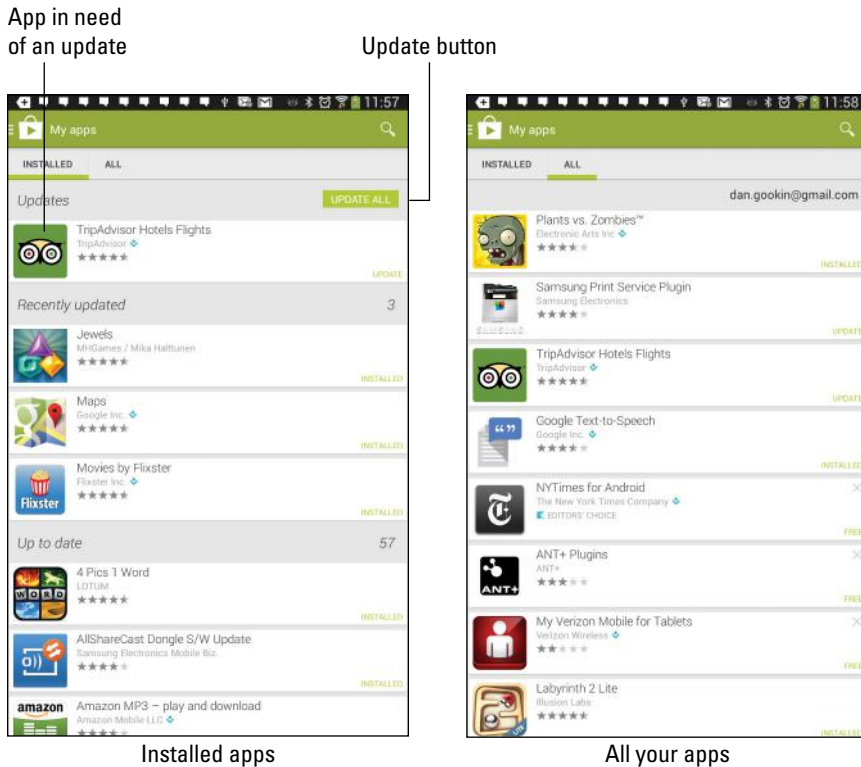 App in need
of an update
Update button
11:57
My apps
INSTALLED ALL
Updates UPDATE ALL
TripAdvisor Hotels Flights
TripAdvisor
UPDATE
Recently updated 3
Jewels
MHGames / Mika Halttunen
INSTALLED
Maps
Google Inc.
INSTALLED
Movies by Flixster
Flixster Inc.
Flixster
INSTALLED
Up to date 57
4 Pics 1 Word
LOTUM
WORD
INSTALLED
AllShareCast Dongle S/W Update
Samsung Electronics Mobile Biz.
INSTALLED
amazon
Amazon MP3 – play and download
Amazon Mobile LLC
Installed apps
11:58
My apps
INSTALLED ALL
dan.gookin@gmail.com
Plants vs. Zombies™
Electronic Arts Inc
INSTALLED
Samsung Print Service Plugin
Samsung Electronics
SAMSUNG
UPDATE
TripAdvisor Hotels Flights
TripAdvisor
UPDATE
Google Text-to-Speech
Google Inc.
INSTALLED
NYTimes for Android
The New York Times Company
EDITORS' CHOICE
FREE
ANT+ Plugins
ANT+
ANT+
FREE
My Verizon Mobile for Tablets
Verizon Wireless
FREE
Labyrinth 2 Lite
Illusion Labs
LITE
INSTALLED
All your apps